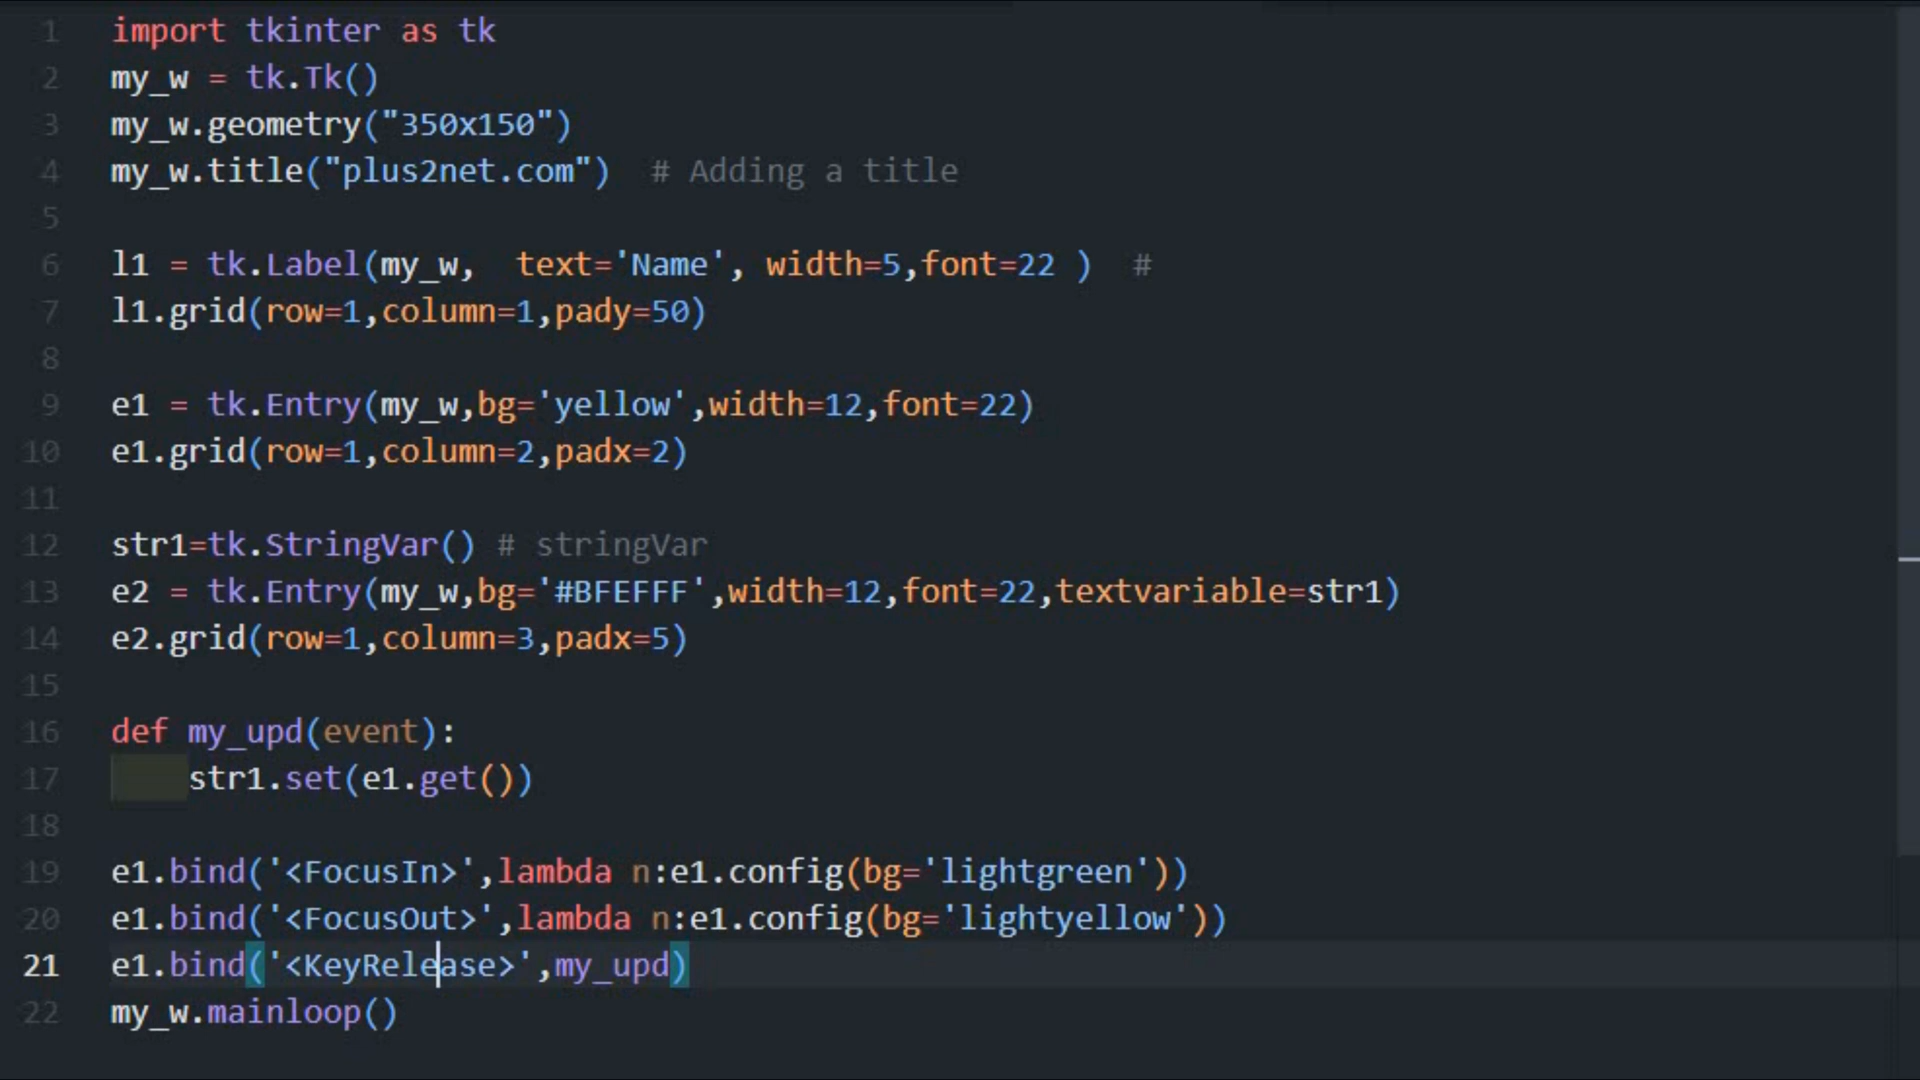 1 import tkinter as tk
2 my_w = tk.Tk()
3 my_w.geometry("350x150")
4 my_w.title("plus2net.com")  # Adding a title
5
6 l1 = tk.Label(my_w,  text='Name', width=5,font=22 )  #
7 l1.grid(row=1,column=1,pady=50)
8
9 e1 = tk.Entry(my_w,bg='yellow',width=12,font=22)
10 e1.grid(row=1,column=2,padx=2)
11
12 str1=tk.StringVar() # stringVar
13 e2 = tk.Entry(my_w,bg='#BFEFFF',width=12,font=22,textvariable=str1)
14 e2.grid(row=1,column=3,padx=5)
15
16 def my_upd(event):
17     str1.set(e1.get())
18
19 e1.bind('<FocusIn>',lambda n:e1.config(bg='lightgreen'))
20 e1.bind('<FocusOut>',lambda n:e1.config(bg='lightyellow'))
21 e1.bind('<KeyRelease>',my_upd)
22 my_w.mainloop()